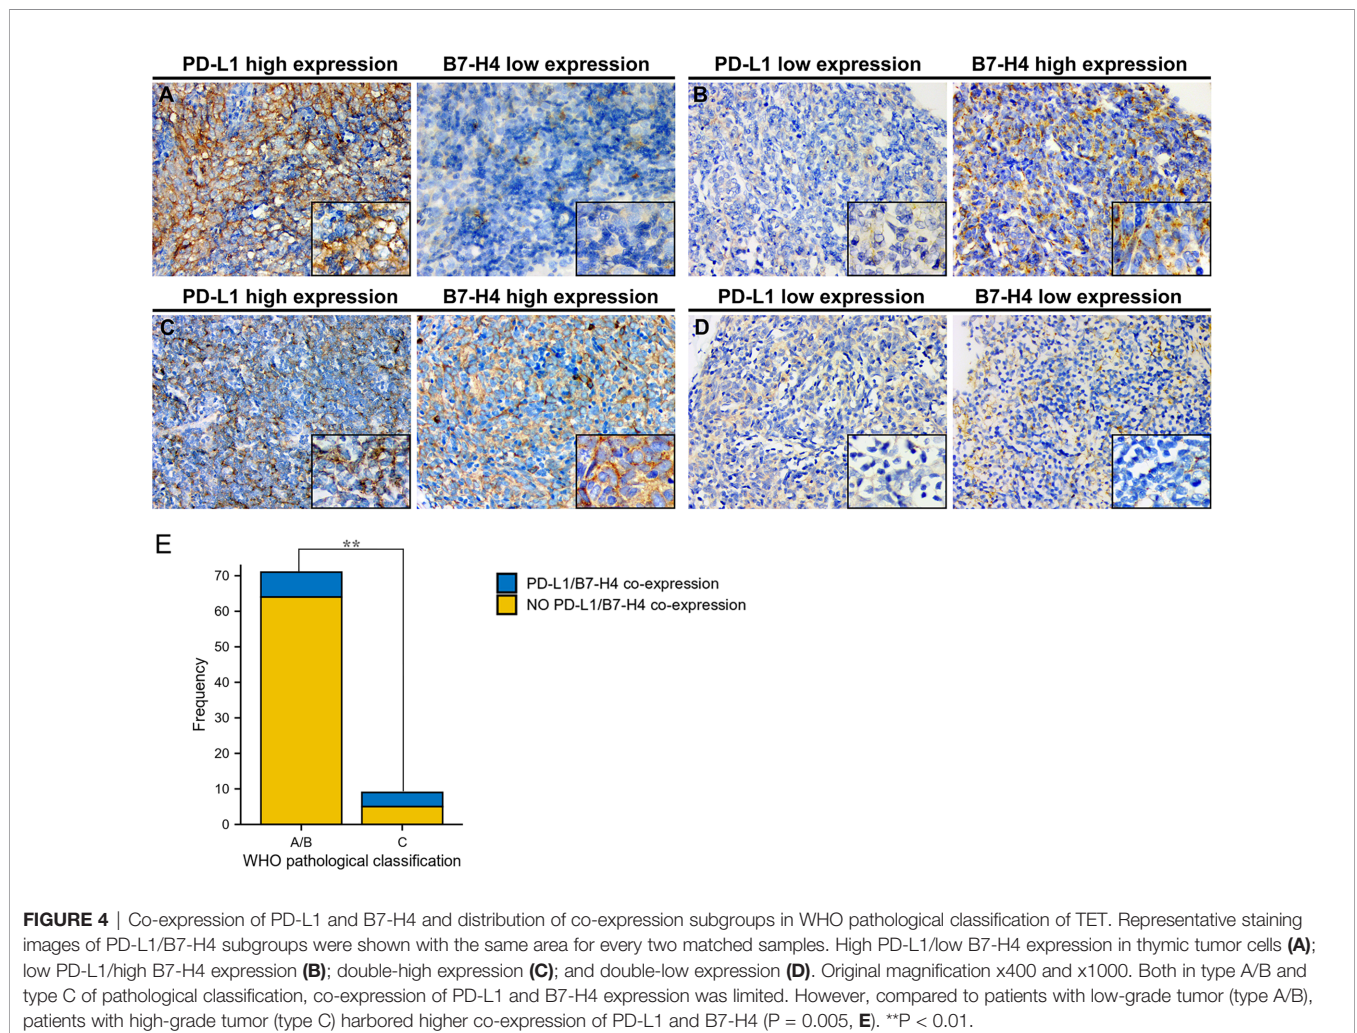 PD-L1 high expression B7-H4 low expression PD-L1 low expression B7-H4 high expression
A B
PD-L1 high expression B7-H4 high expression PD-L1 low expression B7-H4 low expression
C D
E
**
70
60
50
40
30
20
10
0
Frequency
A/B C
WHO pathological classification
PD-L1/B7-H4 co-expression
NO PD-L1/B7-H4 co-expression
FIGURE 4 | Co-expression of PD-L1 and B7-H4 and distribution of co-expression subgroups in WHO pathological classification of TET. Representative staining
images of PD-L1/B7-H4 subgroups were shown with the same area for every two matched samples. High PD-L1/low B7-H4 expression in thymic tumor cells (A);
low PD-L1/high B7-H4 expression (B); double-high expression (C); and double-low expression (D). Original magnification x400 and x1000. Both in type A/B and
type C of pathological classification, co-expression of PD-L1 and B7-H4 expression was limited. However, compared to patients with low-grade tumor (type A/B),
patients with high-grade tumor (type C) harbored higher co-expression of PD-L1 and B7-H4 (P = 0.005, E). **P < 0.01.